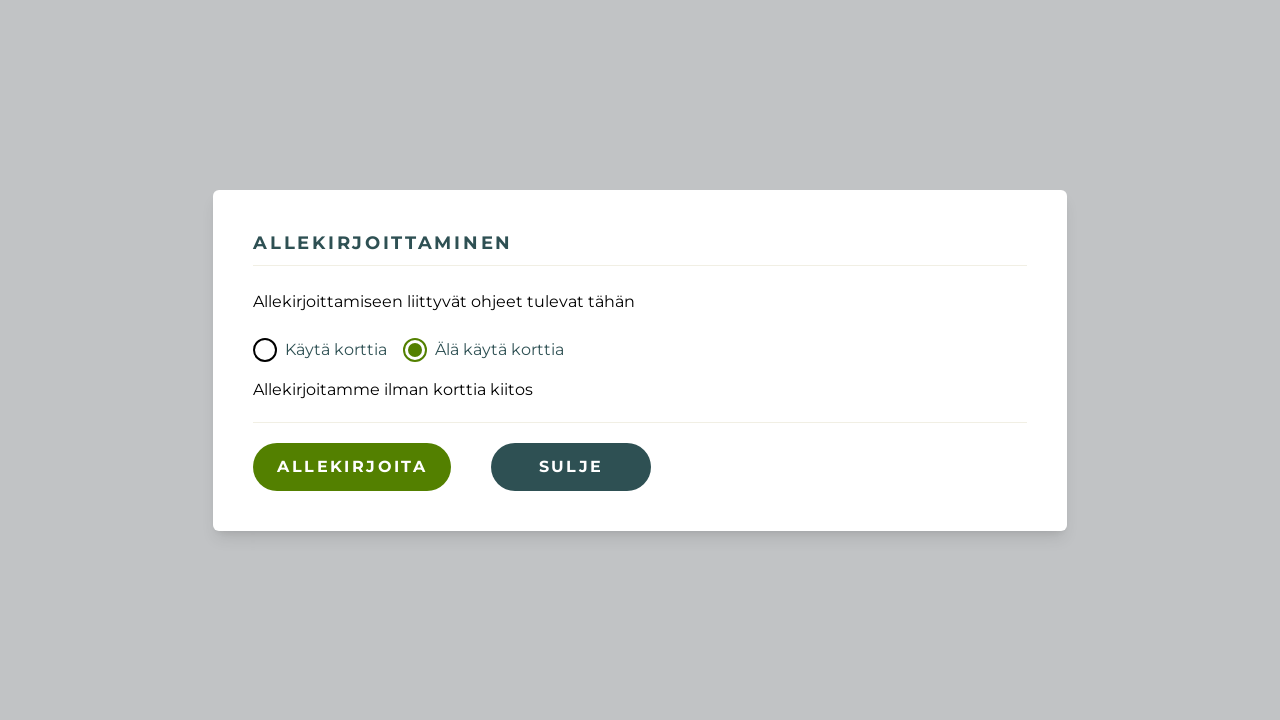 ALLEKIRJOITTAMINEN
Allekirjoittamiseen liittyvät ohjeet tulevat tähän
Käytä korttia Älä käytä korttia
Allekirjoitamme ilman korttia kiitos
ALLEKIRJOITA SULJE